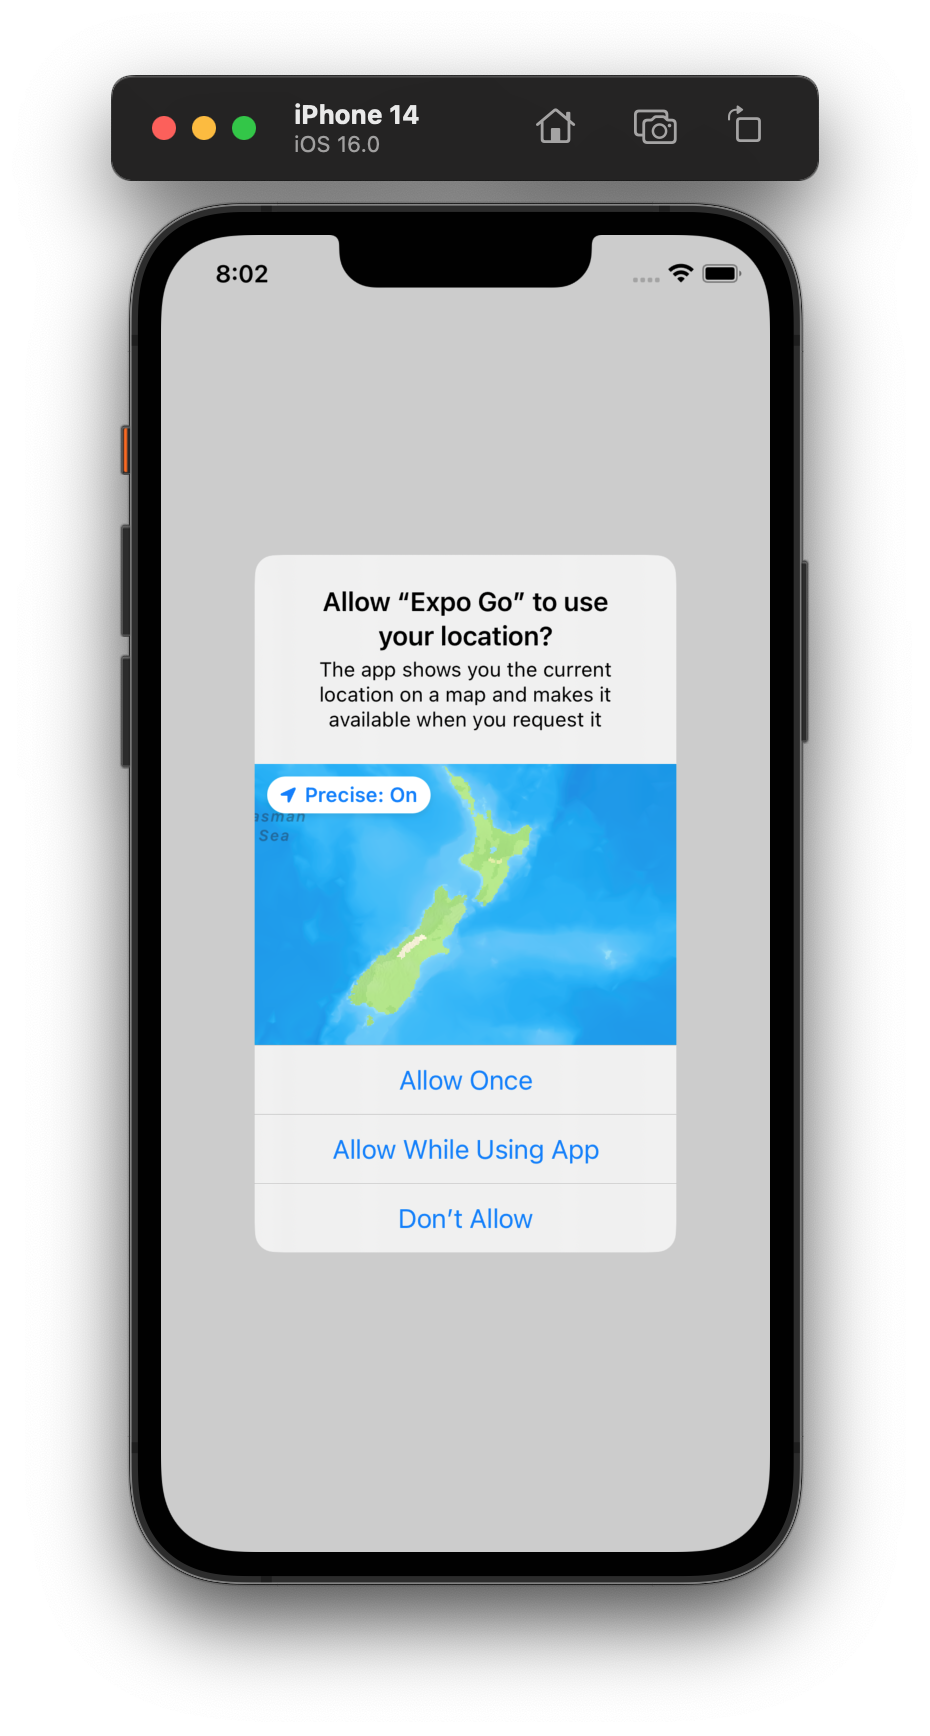 iPhone 14
iOS 16.0
8:02
Allow “Expo Go” to use
your location?
The app shows you the current
location on a map and makes it
available when you request it
Precise: On
asman
Sea
Allow Once
Allow While Using App
Don’t Allow